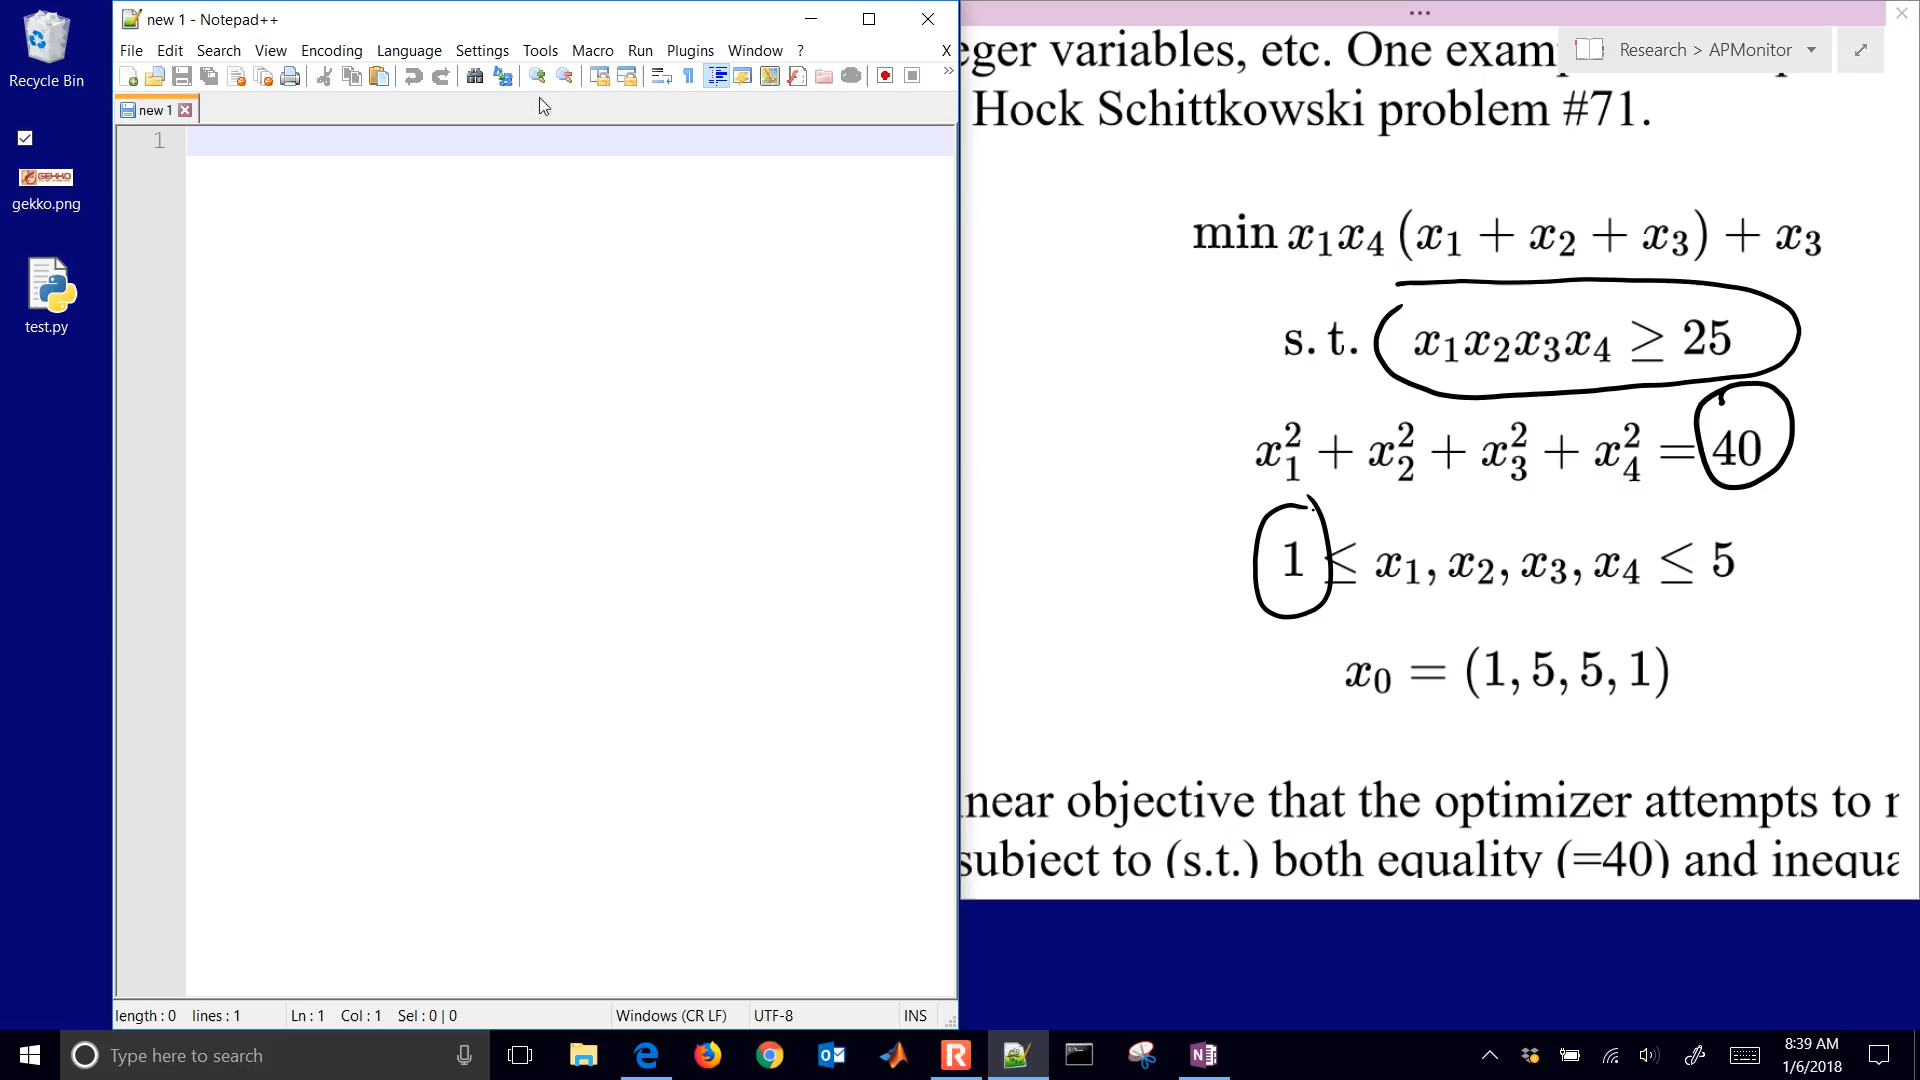 Recycle Bin
gekko.png
test.py
new 1 - Notepad++
File Edit Search View Encoding Language Settings Tools Macro Run Plugins Window ? X
new 1
1
length : 0 lines : 1 Ln : 1 Col : 1 Sel : 0 | 0 Windows (CR LF) UTF-8 INS
Research > APMonitor
eger variables, etc. One examp
Hock Schittkowski problem #71.
min x₁x₄ (x₁ + x₂ + x₃) + x₃
s. t. x₁x₂x₃x₄ ≥ 25
x₁² + x₂² + x₃² + x₄² = 40
1 ≤ x₁, x₂, x₃, x₄ ≤ 5
x₀ = (1, 5, 5, 1)
near objective that the optimizer attempts to
subject to (s.t.) both equality (=40) and inequa
Type here to search
8:39 AM
1/6/2018